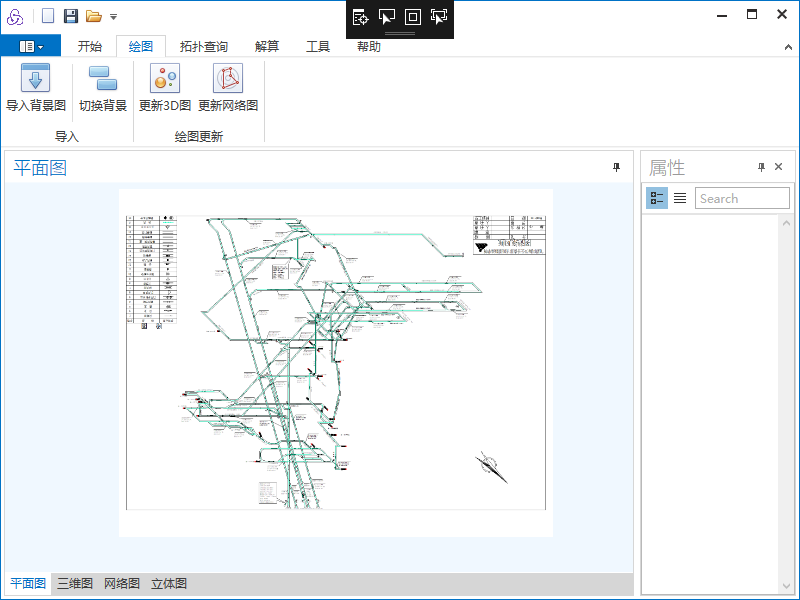 开始 绘图 拓扑查询 解算 工具 帮助
导入背景图 切换背景 更新3D图 更新网络图
导入 绘图更新
平面图
属性
Search
平面图 三维图 网络图 立体图